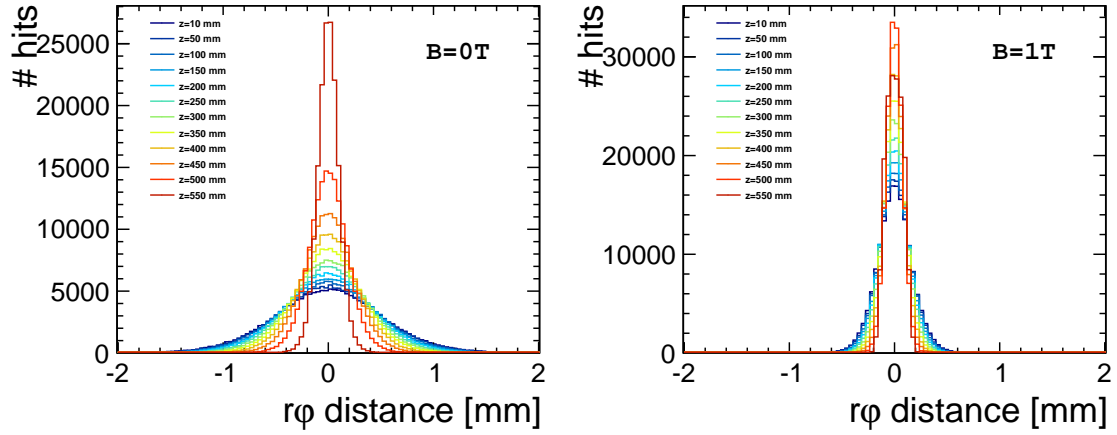 # hits
25000
20000
15000
10000
5000
0
z=10 mm
z=50 mm
z=100 mm
z=150 mm
z=200 mm
z=250 mm
z=300 mm
z=350 mm
z=400 mm
z=450 mm
z=500 mm
z=550 mm
B=0T
-2 -1 0 1 2
rφ distance [mm]
# hits
30000
20000
10000
0
z=10 mm
z=50 mm
z=100 mm
z=150 mm
z=200 mm
z=250 mm
z=300 mm
z=350 mm
z=400 mm
z=450 mm
z=500 mm
z=550 mm
B=1T
-2 -1 0 1 2
rφ distance [mm]